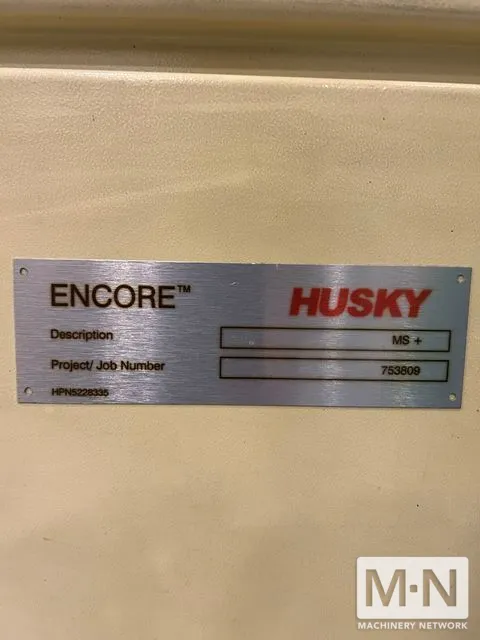 ENCORE™ HUSKY
Description MS +
Project/ Job Number 753809
HPN5228335
M·N
MACHINERY NETWORK